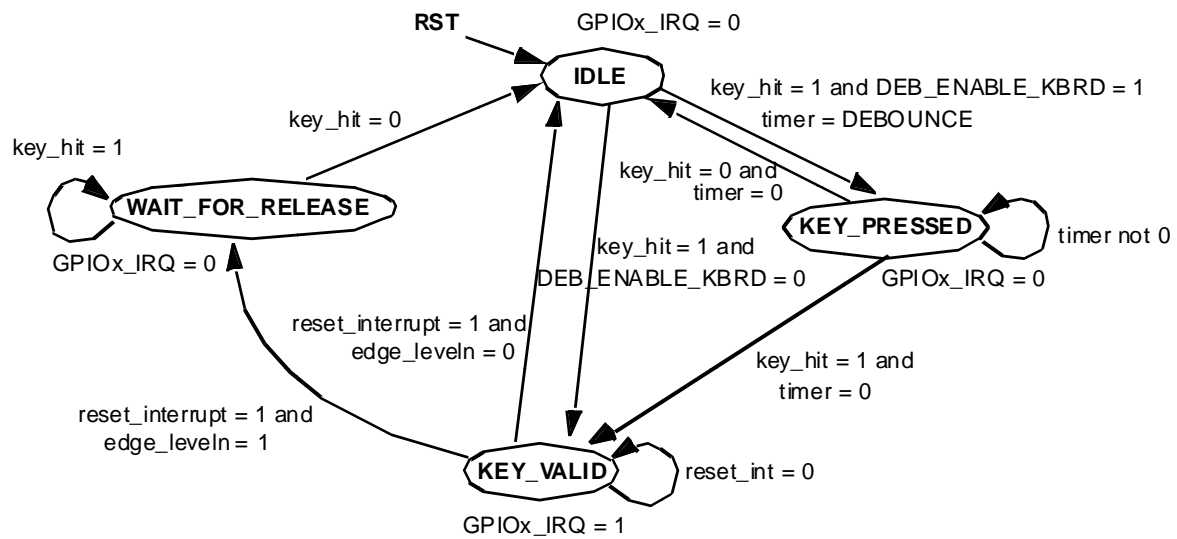 RST
GPIOx_IRQ = 0
IDLE
key_hit = 1 and DEB_ENABLE_KBRD = 1
timer = DEBOUNCE
key_hit = 0
key_hit = 1
key_hit = 0 and
timer = 0
WAIT_FOR_RELEASE
KEY_PRESSED
timer not 0
GPIOx_IRQ = 0
key_hit = 1 and
DEB_ENABLE_KBRD = 0
GPIOx_IRQ = 0
reset_interrupt = 1 and
edge_leveln = 0
key_hit = 1 and
timer = 0
reset_interrupt = 1 and
edge_leveln = 1
KEY_VALID
reset_int = 0
GPIOx_IRQ = 1